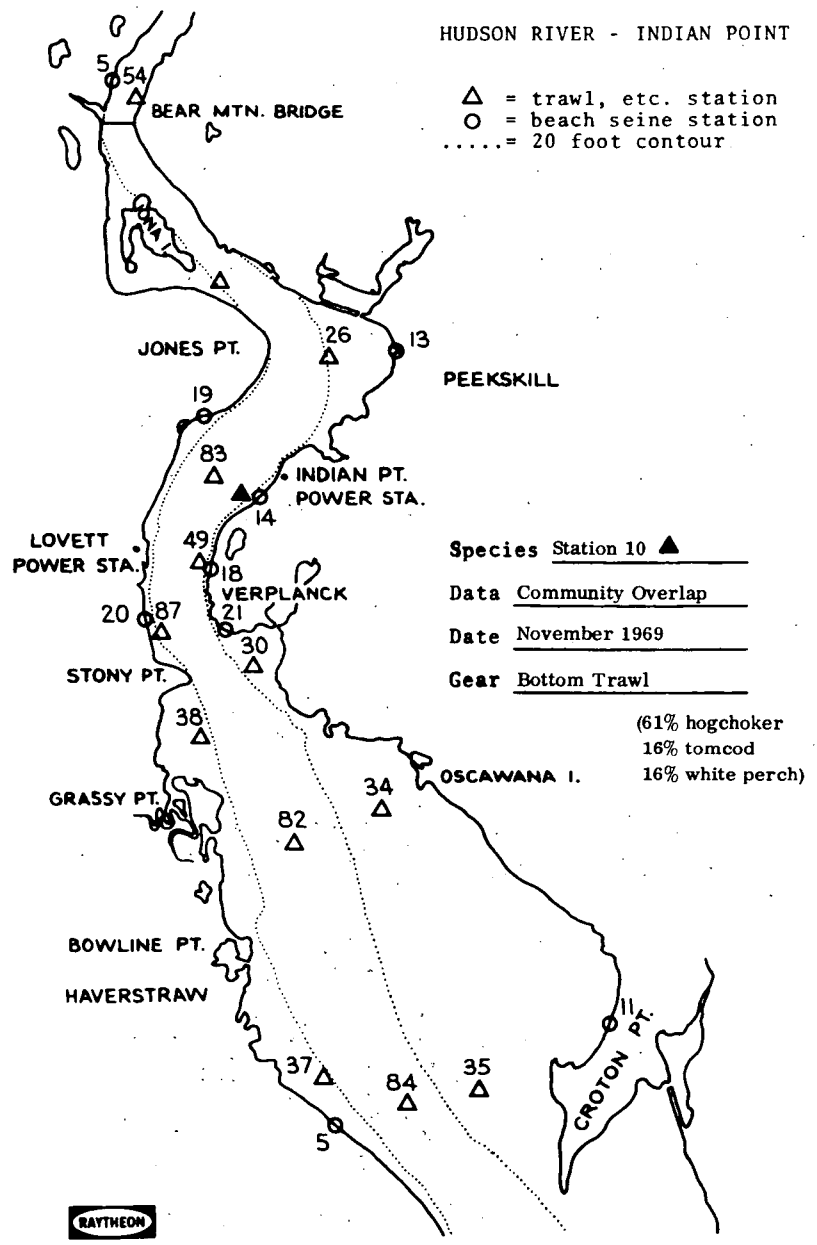 HUDSON RIVER - INDIAN POINT
△ = trawl, etc. station
○ = beach seine station
.....= 20 foot contour
5
54
BEAR MTN. BRIDGE
IONA I.
26
13
JONES PT.
PEEKSKILL
19
83
INDIAN PT.
POWER STA.
14
LOVETT
POWER STA.
49
18
VERPLANCK
20
87
21
30
STONY PT.
38
Species Station 10 ▲
Data Community Overlap
Date November 1969
Gear Bottom Trawl
(61% hogchoker
16% tomcod
16% white perch)
OSCAWANA I.
34
GRASSY PT.
82
BOWLINE PT.
HAVERSTRAW
11
CROTON PT.
37
84
35
5
RAYTHEON